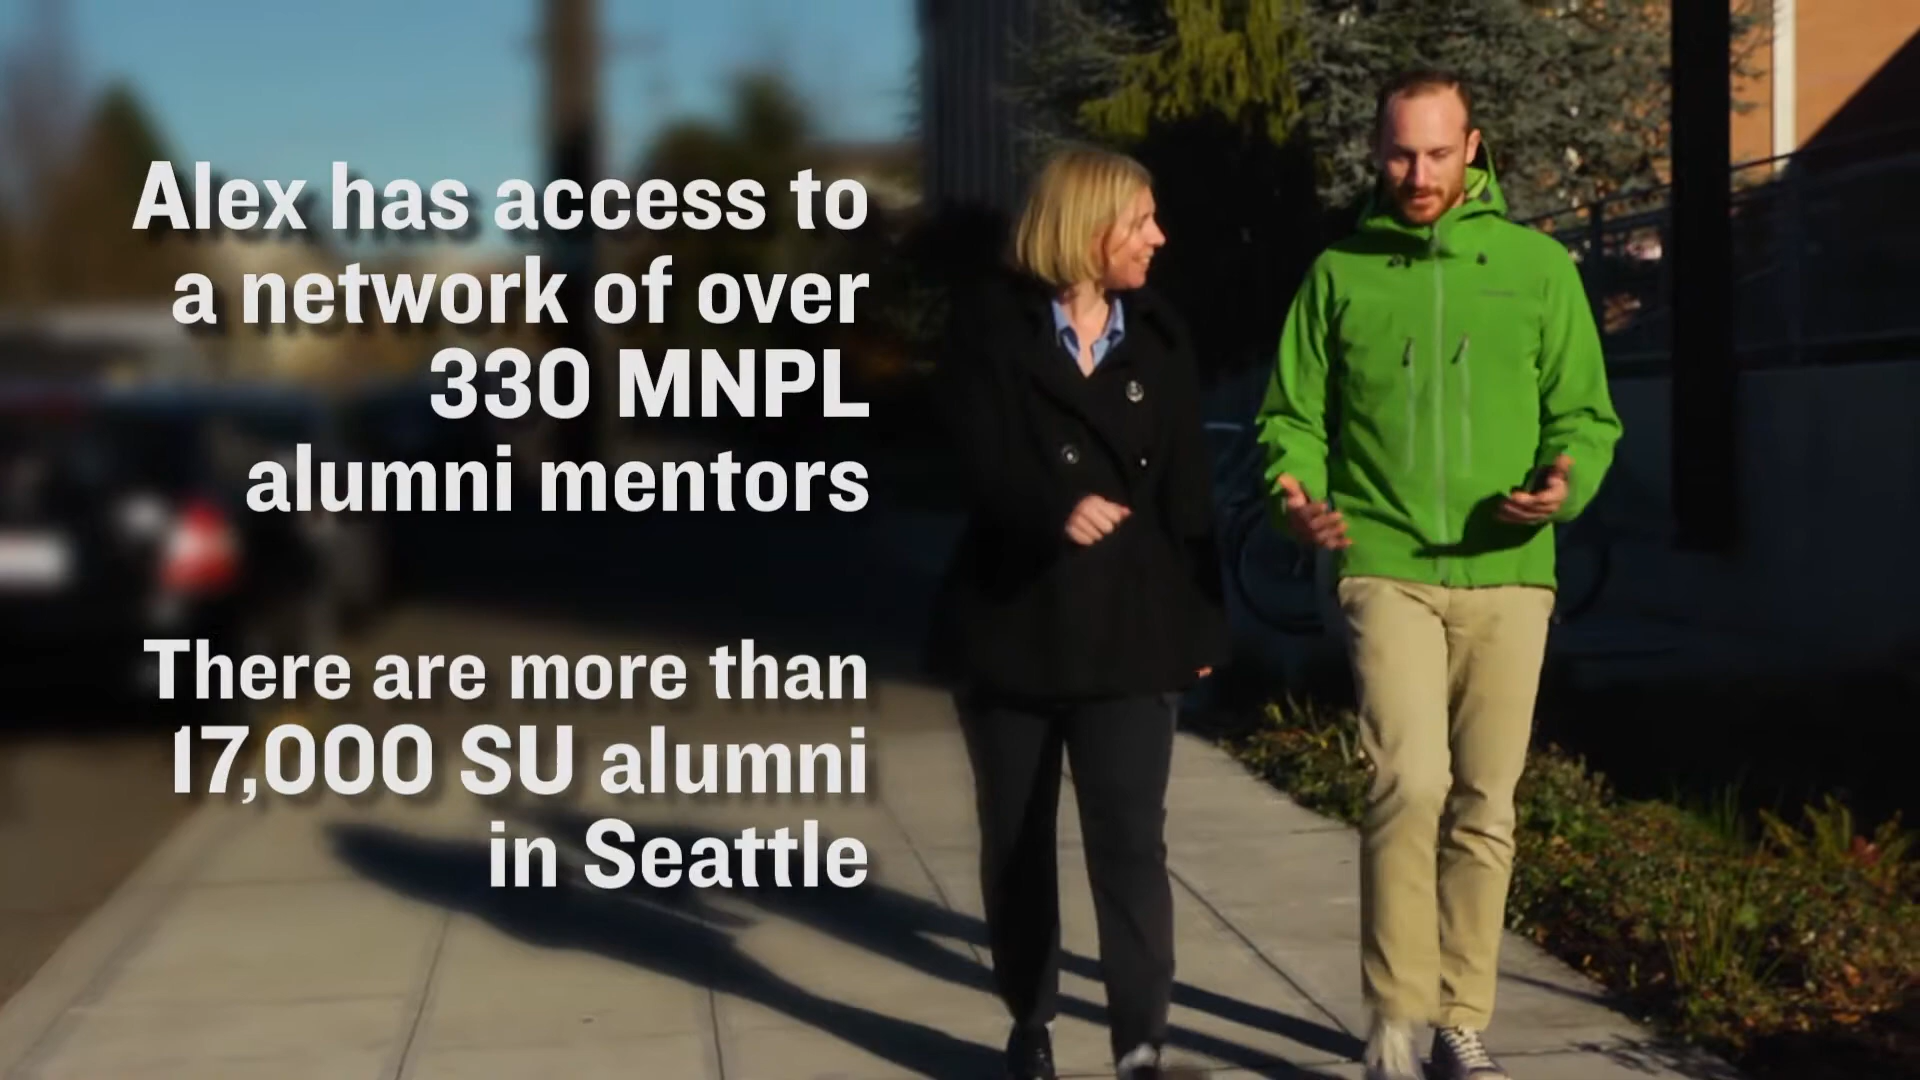 Alex has access to
a network of over
330 MNPL
alumni mentors
There are more than
17,000 SU alumni
in Seattle